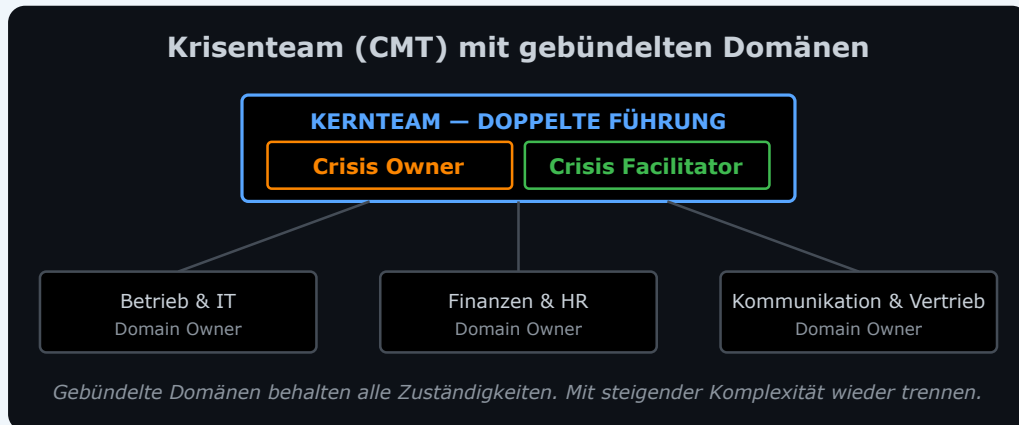 Krisenteam (CMT) mit gebündelten Domänen
KERNTEAM — DOPPELTE FÜHRUNG
Crisis Owner
Crisis Facilitator
Betrieb & IT
Domain Owner
Finanzen & HR
Domain Owner
Kommunikation & Vertrieb
Domain Owner
Gebündelte Domänen behalten alle Zuständigkeiten. Mit steigender Komplexität wieder trennen.